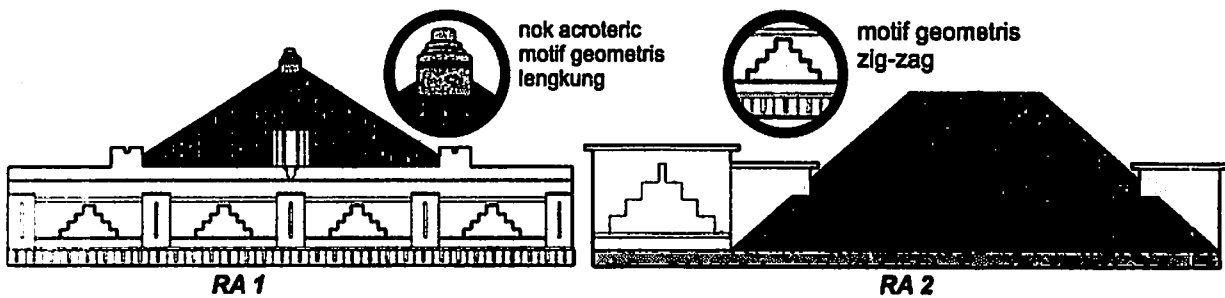 nok acroteric
motif geometris
lengkung
motif geometris
zig-zag
RA 1
RA 2